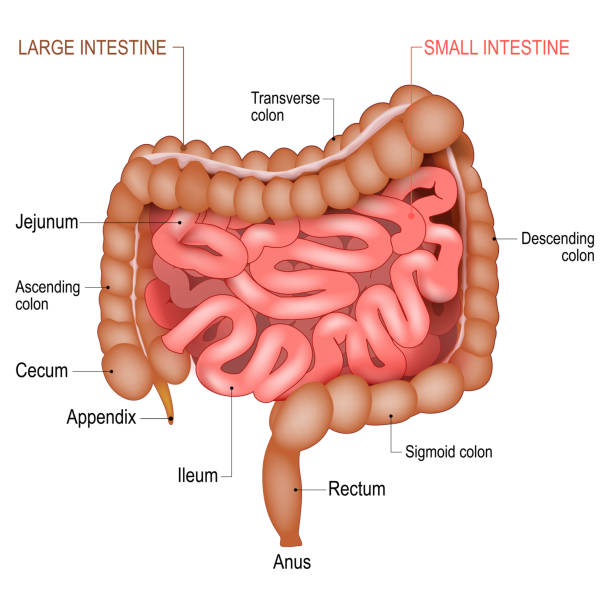 LARGE INTESTINE
SMALL INTESTINE
Transverse
colon
Jejunum
Descending
colon
Ascending
colon
Cecum
Appendix
Sigmoid colon
Ileum
Rectum
Anus